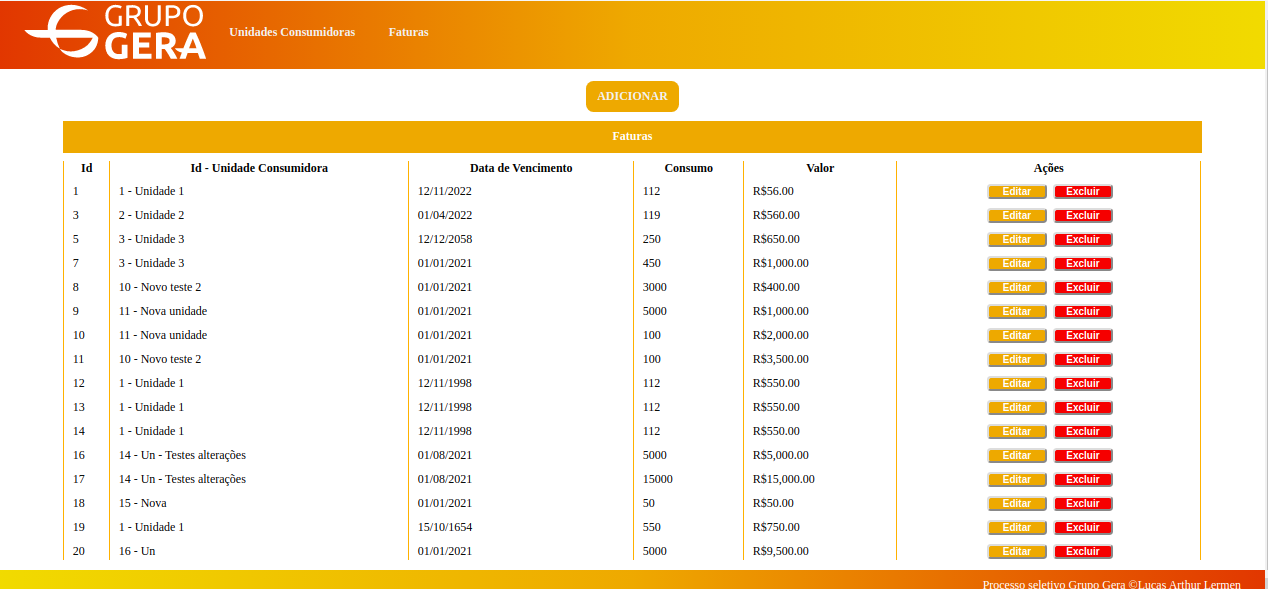 GRUPO
GERA
Unidades Consumidoras Faturas
ADICIONAR
Faturas
Id Id - Unidade Consumidora Data de Vencimento Consumo Valor Ações
1 1 - Unidade 1 12/11/2022 112 R$56.00 Editar Excluir
3 2 - Unidade 2 01/04/2022 119 R$560.00 Editar Excluir
5 3 - Unidade 3 12/12/2058 250 R$650.00 Editar Excluir
7 3 - Unidade 3 01/01/2021 450 R$1,000.00 Editar Excluir
8 10 - Novo teste 2 01/01/2021 3000 R$400.00 Editar Excluir
9 11 - Nova unidade 01/01/2021 5000 R$1,000.00 Editar Excluir
10 11 - Nova unidade 01/01/2021 100 R$2,000.00 Editar Excluir
11 10 - Novo teste 2 01/01/2021 100 R$3,500.00 Editar Excluir
12 1 - Unidade 1 12/11/1998 112 R$550.00 Editar Excluir
13 1 - Unidade 1 12/11/1998 112 R$550.00 Editar Excluir
14 1 - Unidade 1 12/11/1998 112 R$550.00 Editar Excluir
16 14 - Un - Testes alterações 01/08/2021 5000 R$5,000.00 Editar Excluir
17 14 - Un - Testes alterações 01/08/2021 15000 R$15,000.00 Editar Excluir
18 15 - Nova 01/01/2021 50 R$50.00 Editar Excluir
19 1 - Unidade 1 15/10/1654 550 R$750.00 Editar Excluir
20 16 - Un 01/01/2021 5000 R$9,500.00 Editar Excluir
Processo seletivo Grupo Gera ©Lucas Arthur Lermen